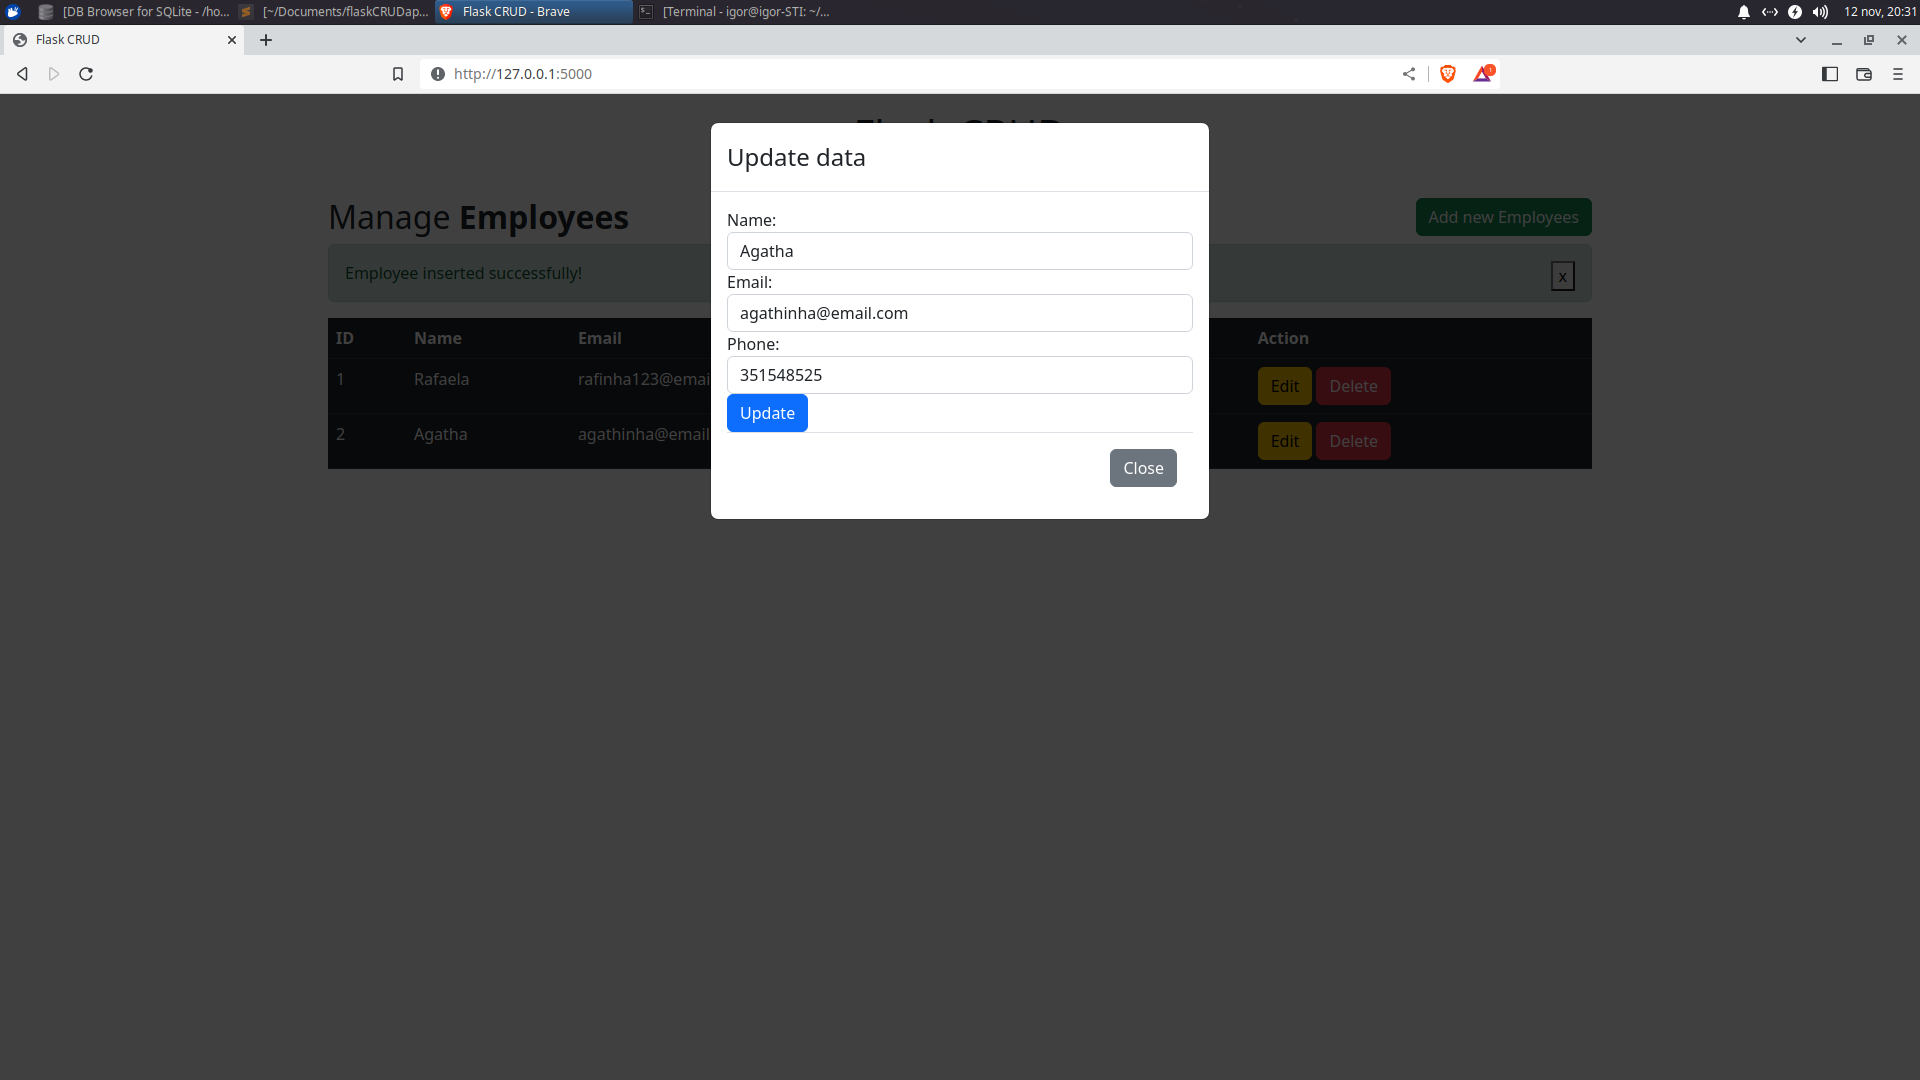 [DB Browser for SQLite - /ho...
[~/Documents/flaskCRUDap...
Flask CRUD - Brave
[Terminal - igor@igor-STI: ~/...
12 nov, 20:31
Flask CRUD
http://127.0.0.1:5000
1
Update data
Manage Employees
Add new Employees
Employee inserted successfully!
x
Name:
Agatha
Email:
agathinha@email.com
Phone:
351548525
Update
Close
ID Name Email Action
1 Rafaela rafinha123@emai Edit Delete
2 Agatha agathinha@email Edit Delete